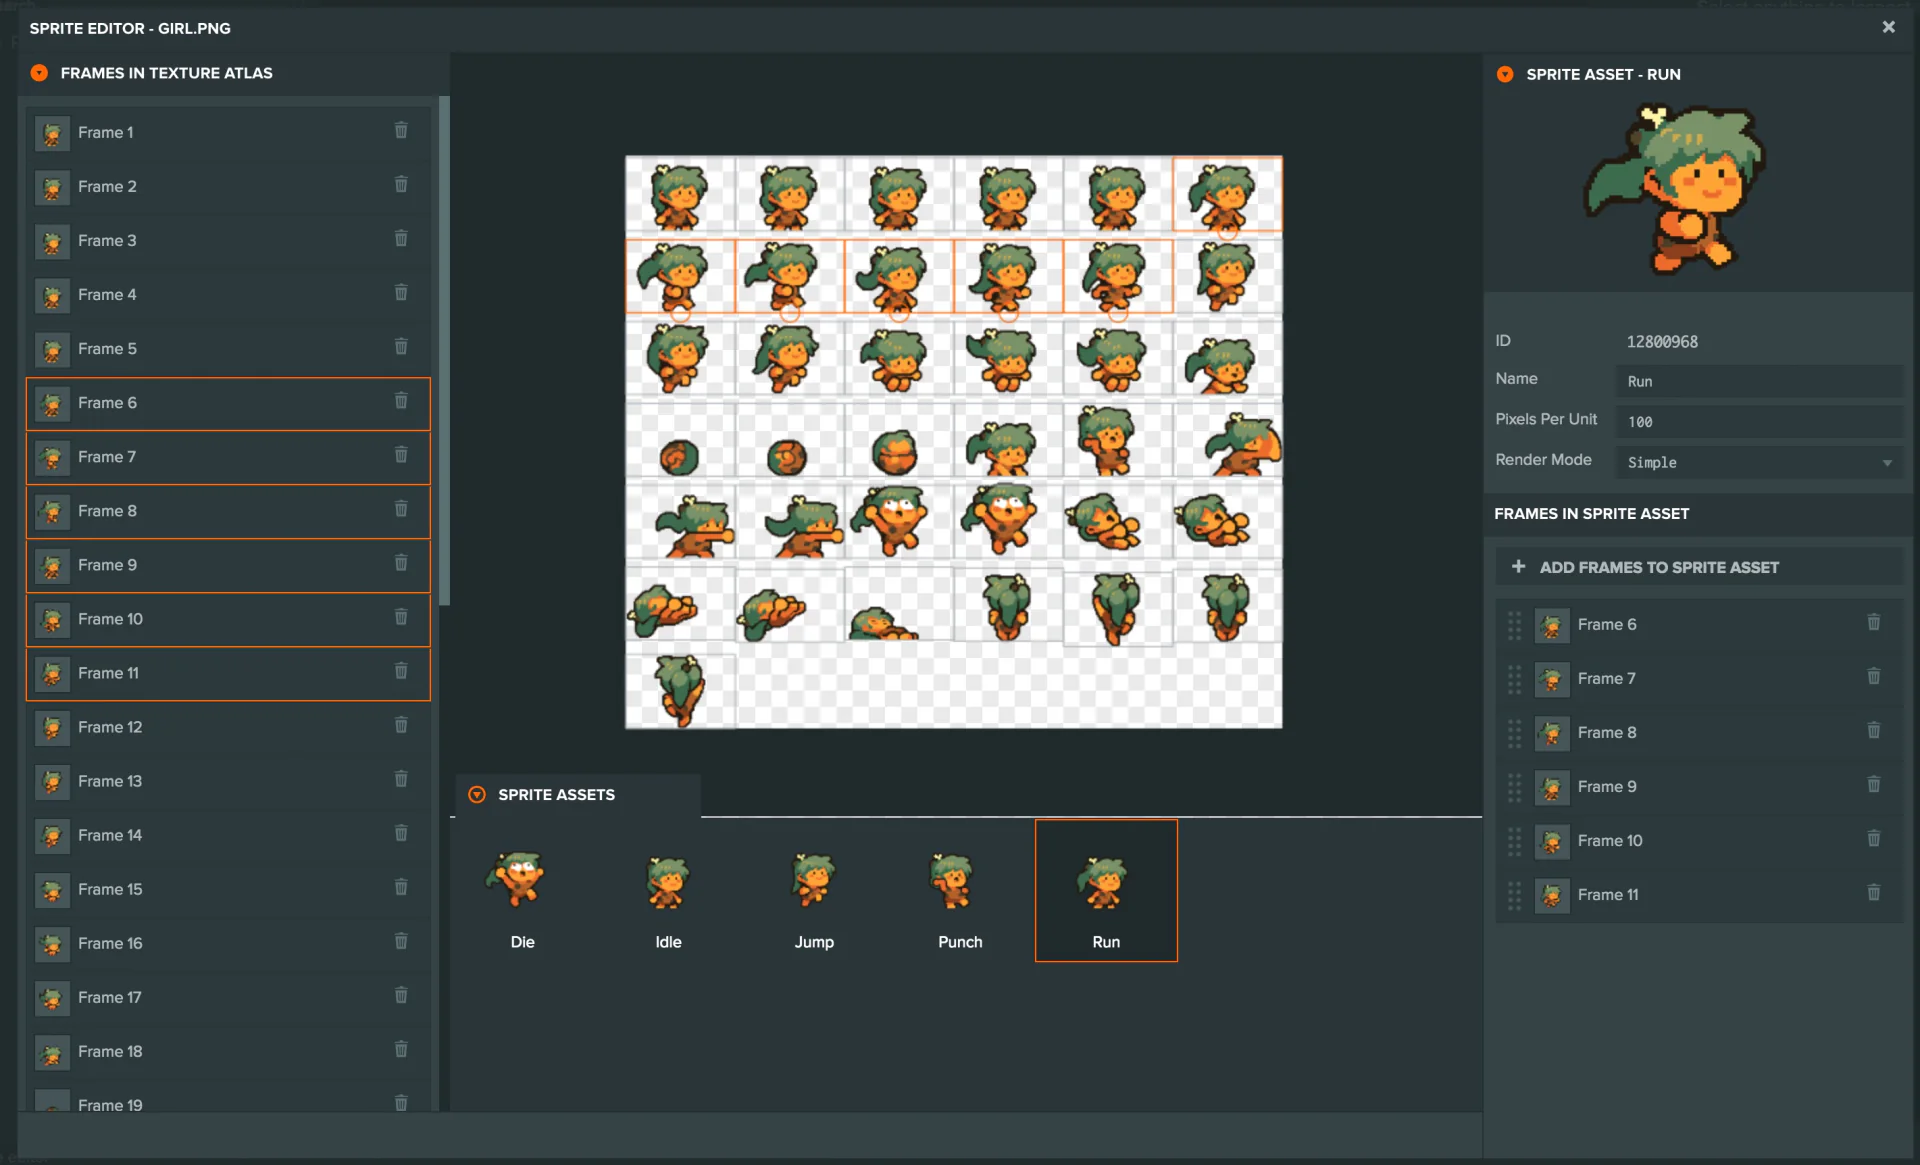 SPRITE EDITOR - GIRL.PNG
FRAMES IN TEXTURE ATLAS
Frame 1
Frame 2
Frame 3
Frame 4
Frame 5
Frame 6
Frame 7
Frame 8
Frame 9
Frame 10
Frame 11
Frame 12
Frame 13
Frame 14
Frame 15
Frame 16
Frame 17
Frame 18
Frame 19
SPRITE ASSETS
Die
Idle
Jump
Punch
Run
SPRITE ASSET - RUN
ID 12800968
Name Run
Pixels Per Unit 100
Render Mode Simple
FRAMES IN SPRITE ASSET
ADD FRAMES TO SPRITE ASSET
Frame 6
Frame 7
Frame 8
Frame 9
Frame 10
Frame 11